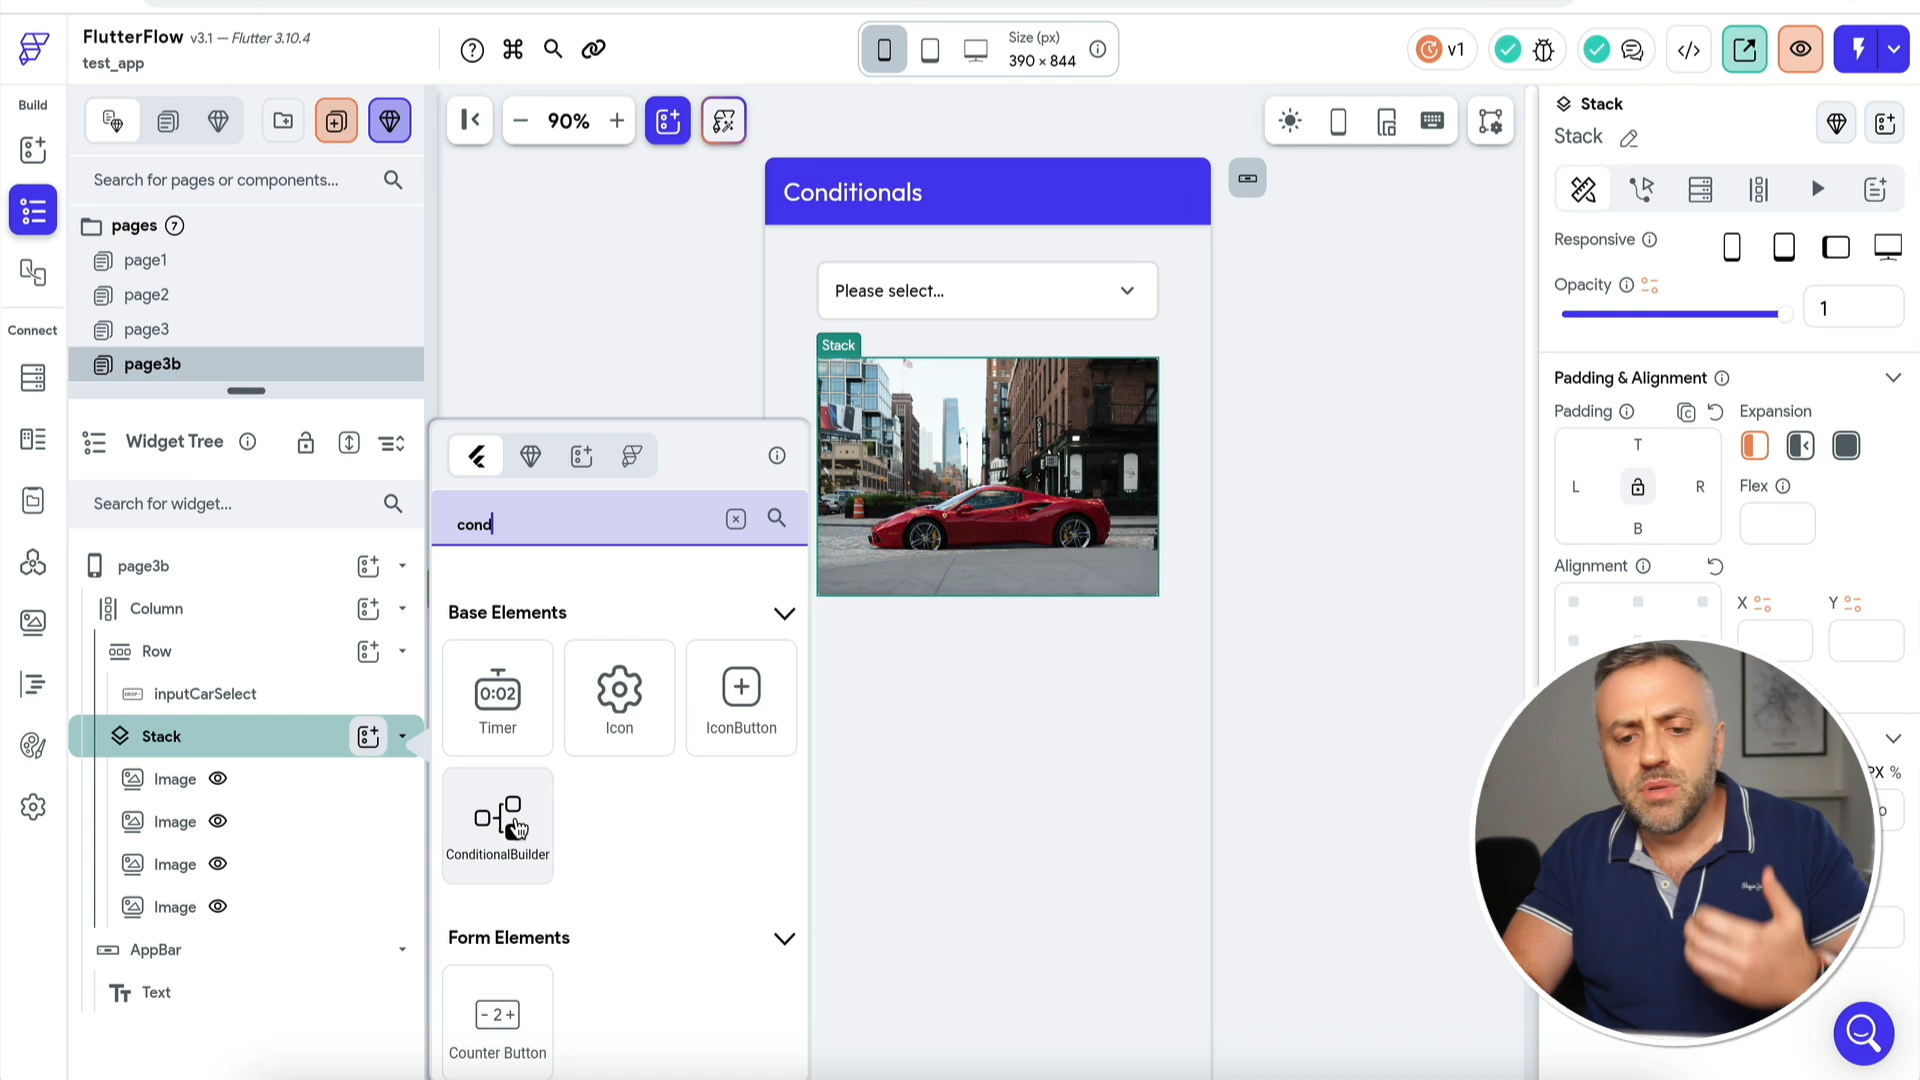 FlutterFlow v3.1 — Flutter 3.10.4
test_app
Size (px)
390 × 844
v1
Build
Connect
Search for pages or components...
pages 7
page1
page2
page3
page3b
Widget Tree
Search for widget...
page3b
Column
Row
inputCarSelect
Stack
Image
Image
Image
Image
AppBar
Text
90%
cond
Base Elements
0:02
Timer
Icon
IconButton
ConditionalBuilder
Form Elements
- 2 +
Counter Button
Conditionals
Please select...
Stack
Stack
Stack
Responsive
Opacity
1
Padding & Alignment
Padding
Expansion
T
L
R
B
Flex
Alignment
X
Y
PX %